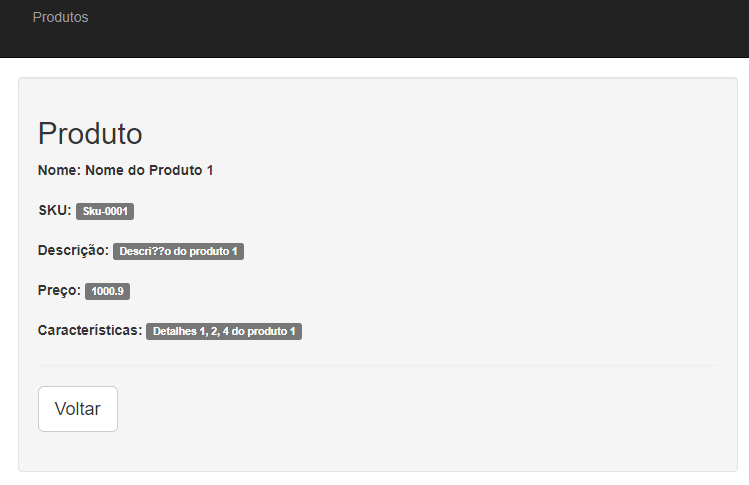 Produtos
Produto
Nome: Nome do Produto 1
SKU: Sku-0001
Descrição: Descri??o do produto 1
Preço: 1000.9
Características: Detalhes 1, 2, 4 do produto 1
Voltar